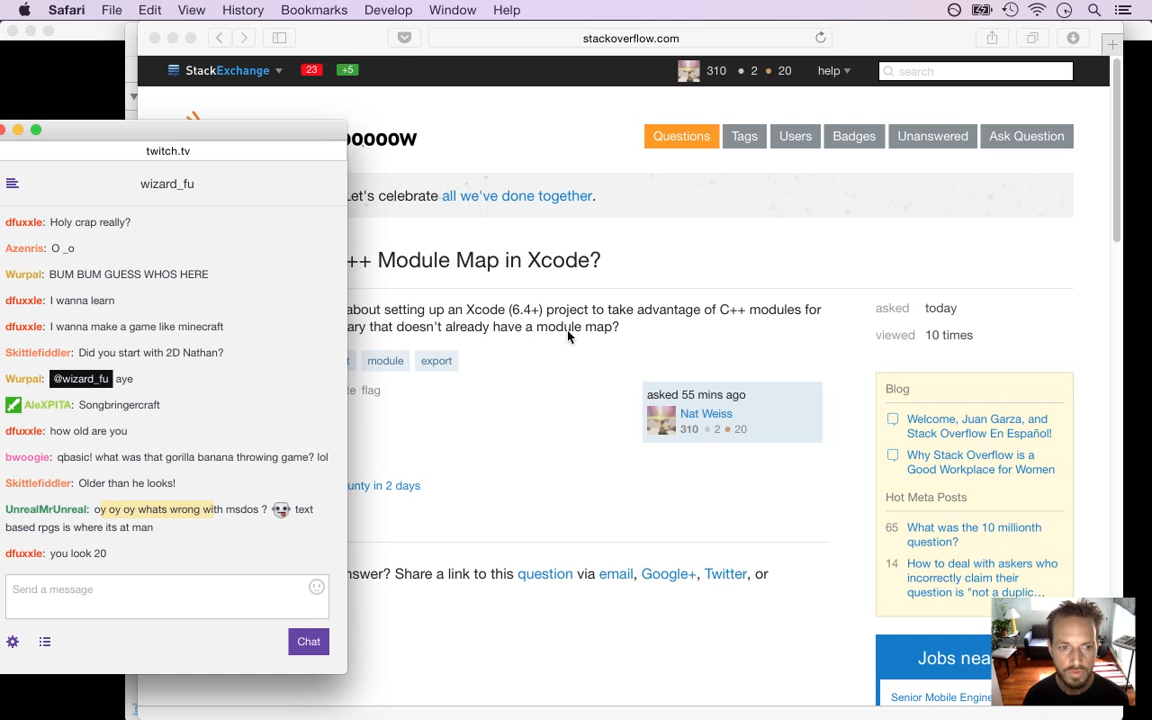 Safari File Edit View History Bookmarks Develop Window Help
stackoverflow.com
StackExchange 23 +5 310 2 20 help search
Questions Tags Users Badges Unanswered Ask Question
Let's celebrate all we've done together.
++ Module Map in Xcode?
about setting up an Xcode (6.4+) project to take advantage of C++ modules for
ary that doesn't already have a module map?
t module export
te flag
asked 55 mins ago
Nat Weiss
310 2 20
unty in 2 days
nswer? Share a link to this question via email, Google+, Twitter, or
asked today
viewed 10 times
Blog
Welcome, Juan Garza, and
Stack Overflow En Español!
Why Stack Overflow is a
Good Workplace for Women
Hot Meta Posts
65 What was the 10 millionth
question?
14 How to deal with askers who
incorrectly claim their
question is "not a duplic...
Jobs nea
Senior Mobile Engine
twitch.tv
wizard_fu
dfuxxle: Holy crap really?
Azenris: O _o
Wurpal: BUM BUM GUESS WHOS HERE
dfuxxle: I wanna learn
dfuxxle: I wanna make a game like minecraft
Skittlefiddler: Did you start with 2D Nathan?
Wurpal: @wizard_fu aye
AleXPITA: Songbringercraft
dfuxxle: how old are you
bwoogie: qbasic! what was that gorilla banana throwing game? lol
Skittlefiddler: Older than he looks!
UnrealMrUnreal: oy oy oy whats wrong with msdos ? text
based rpgs is where its at man
dfuxxle: you look 20
Send a message
Chat